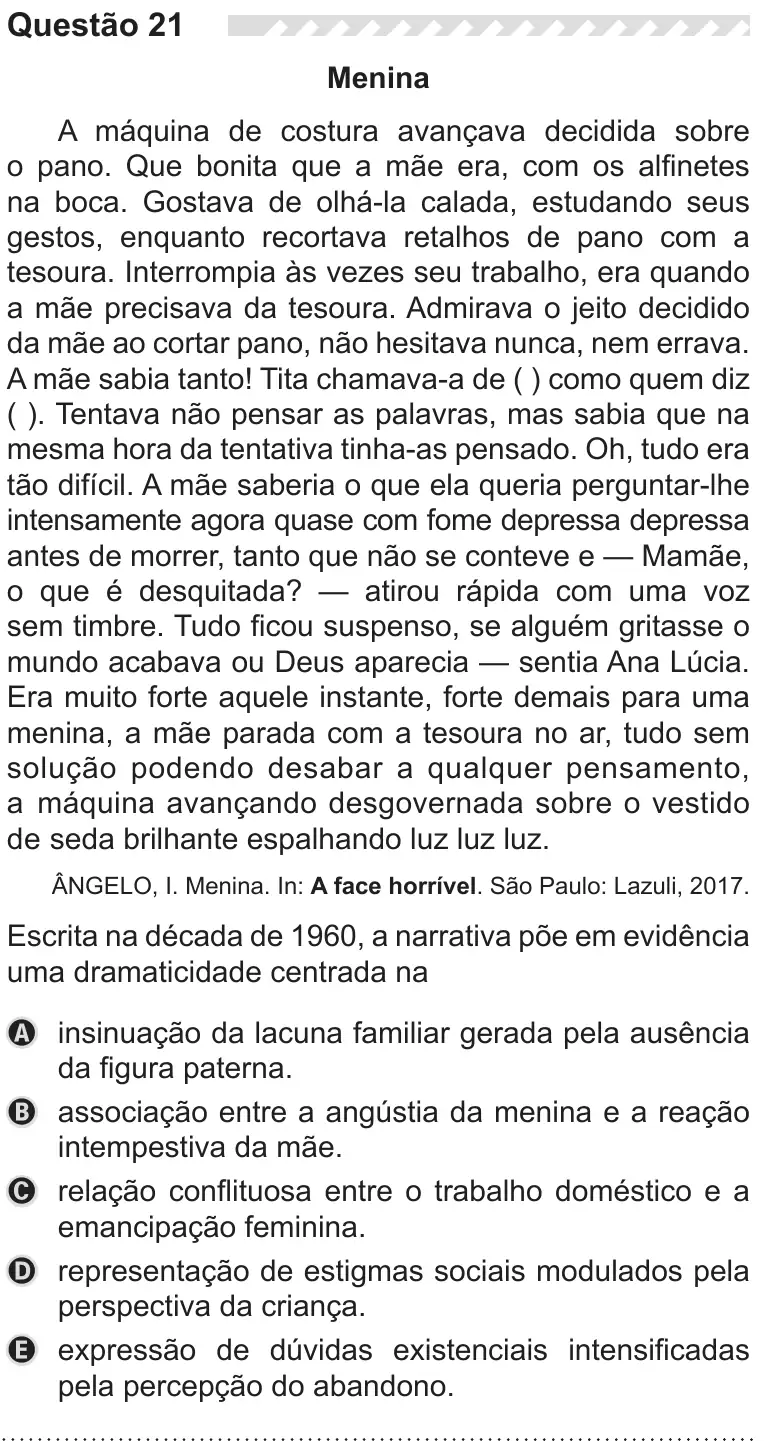 Questão 21
Menina
A máquina de costura avançava decidida sobre
o pano. Que bonita que a mãe era, com os alfinetes
na boca. Gostava de olhá-la calada, estudando seus
gestos, enquanto recortava retalhos de pano com a
tesoura. Interrompia às vezes seu trabalho, era quando
a mãe precisava da tesoura. Admirava o jeito decidido
da mãe ao cortar pano, não hesitava nunca, nem errava.
A mãe sabia tanto! Tita chamava-a de ( ) como quem diz
( ). Tentava não pensar as palavras, mas sabia que na
mesma hora da tentativa tinha-as pensado. Oh, tudo era
tão difícil. A mãe saberia o que ela queria perguntar-lhe
intensamente agora quase com fome depressa depressa
antes de morrer, tanto que não se conteve e — Mamãe,
o que é desquitada? — atirou rápida com uma voz
sem timbre. Tudo ficou suspenso, se alguém gritasse o
mundo acabava ou Deus aparecia — sentia Ana Lúcia.
Era muito forte aquele instante, forte demais para uma
menina, a mãe parada com a tesoura no ar, tudo sem
solução podendo desabar a qualquer pensamento,
a máquina avançando desgovernada sobre o vestido
de seda brilhante espalhando luz luz luz.
ÂNGELO, I. Menina. In: A face horrível. São Paulo: Lazuli, 2017.
Escrita na década de 1960, a narrativa põe em evidência
uma dramaticidade centrada na
A insinuação da lacuna familiar gerada pela ausência
da figura paterna.
B associação entre a angústia da menina e a reação
intempestiva da mãe.
C relação conflituosa entre o trabalho doméstico e a
emancipação feminina.
D representação de estigmas sociais modulados pela
perspectiva da criança.
E expressão de dúvidas existenciais intensificadas
pela percepção do abandono.